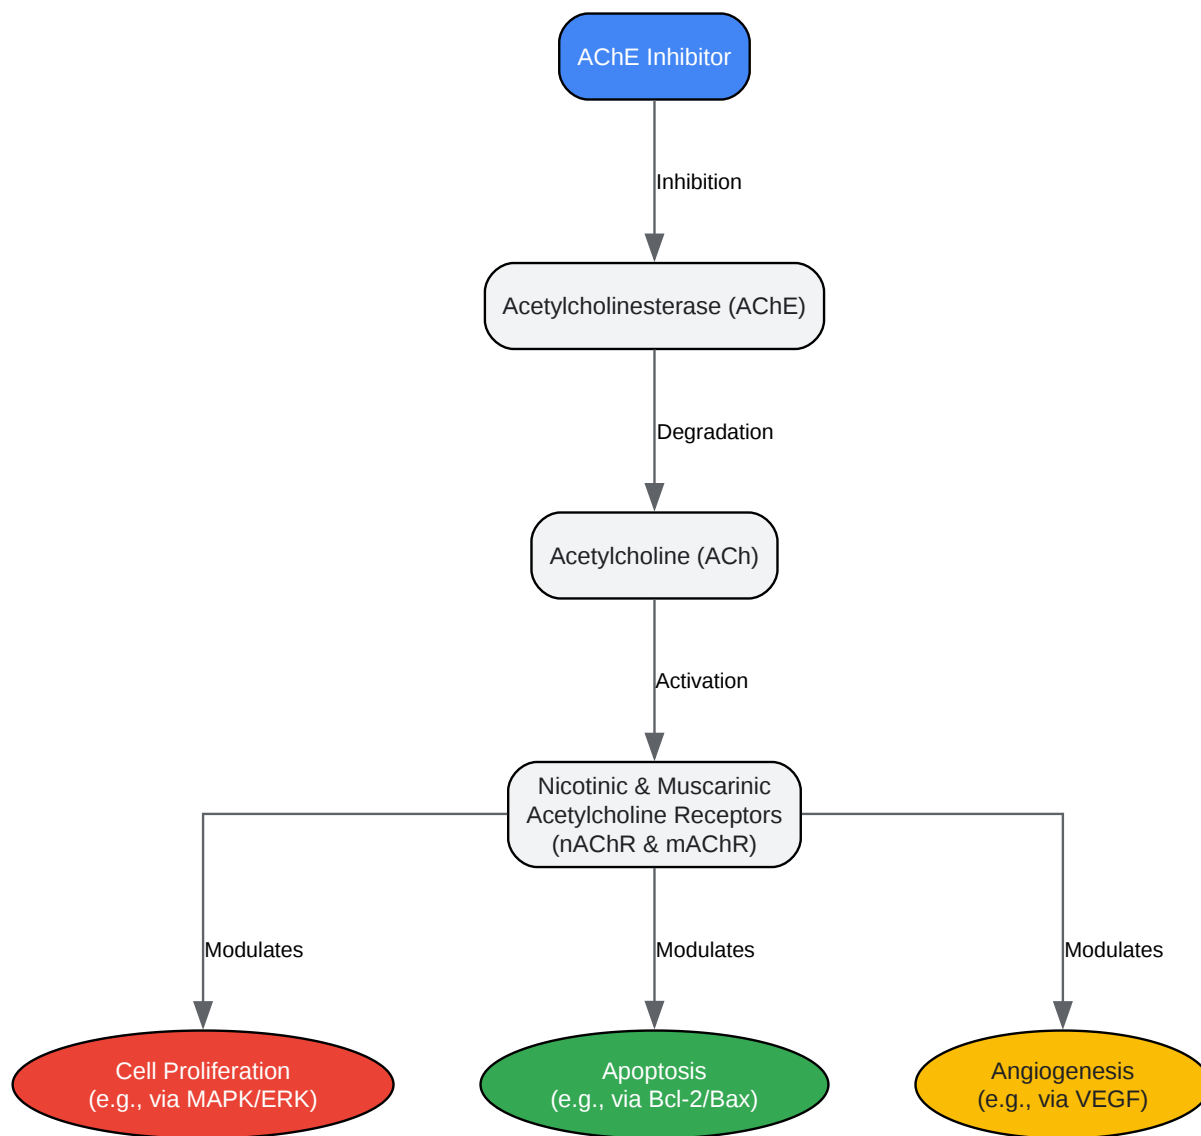 AChE Inhibitor
Inhibition
Acetylcholinesterase (AChE)
Degradation
Acetylcholine (ACh)
Activation
Nicotinic & Muscarinic
Acetylcholine Receptors
(nAChR & mAChR)
Modulates
Modulates
Modulates
Cell Proliferation
(e.g., via MAPK/ERK)
Apoptosis
(e.g., via Bcl-2/Bax)
Angiogenesis
(e.g., via VEGF)